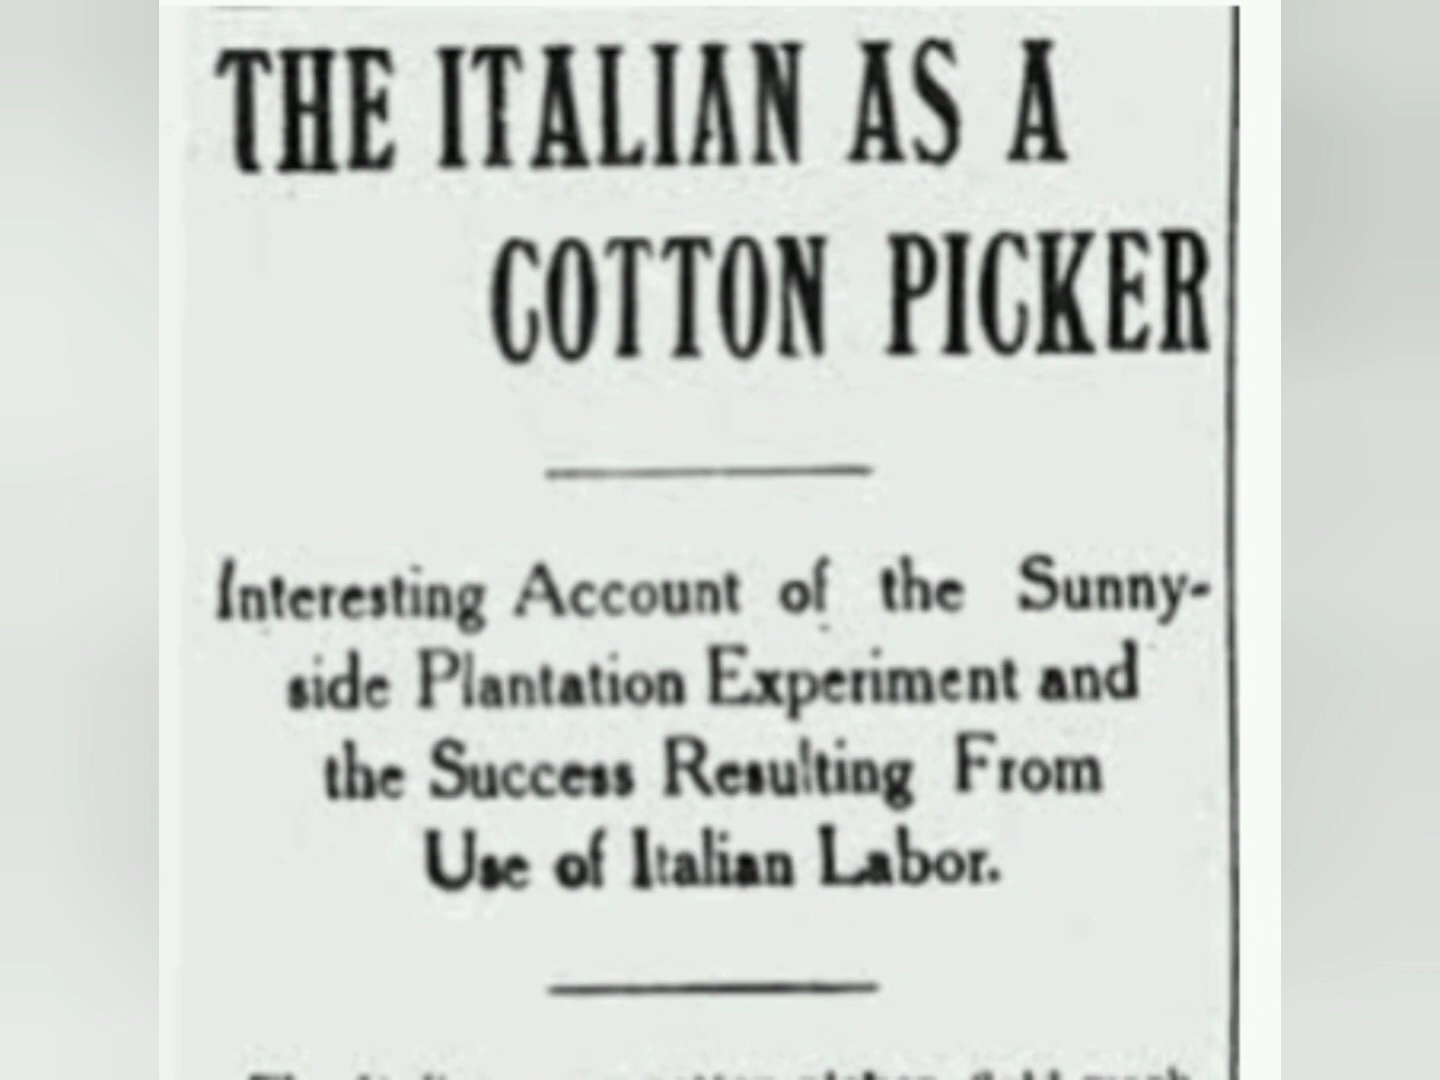 THE ITALIAN AS A
COTTON PICKER
Interesting Account of the Sunny-
side Plantation Experiment and
the Success Resulting From
Use of Italian Labor.